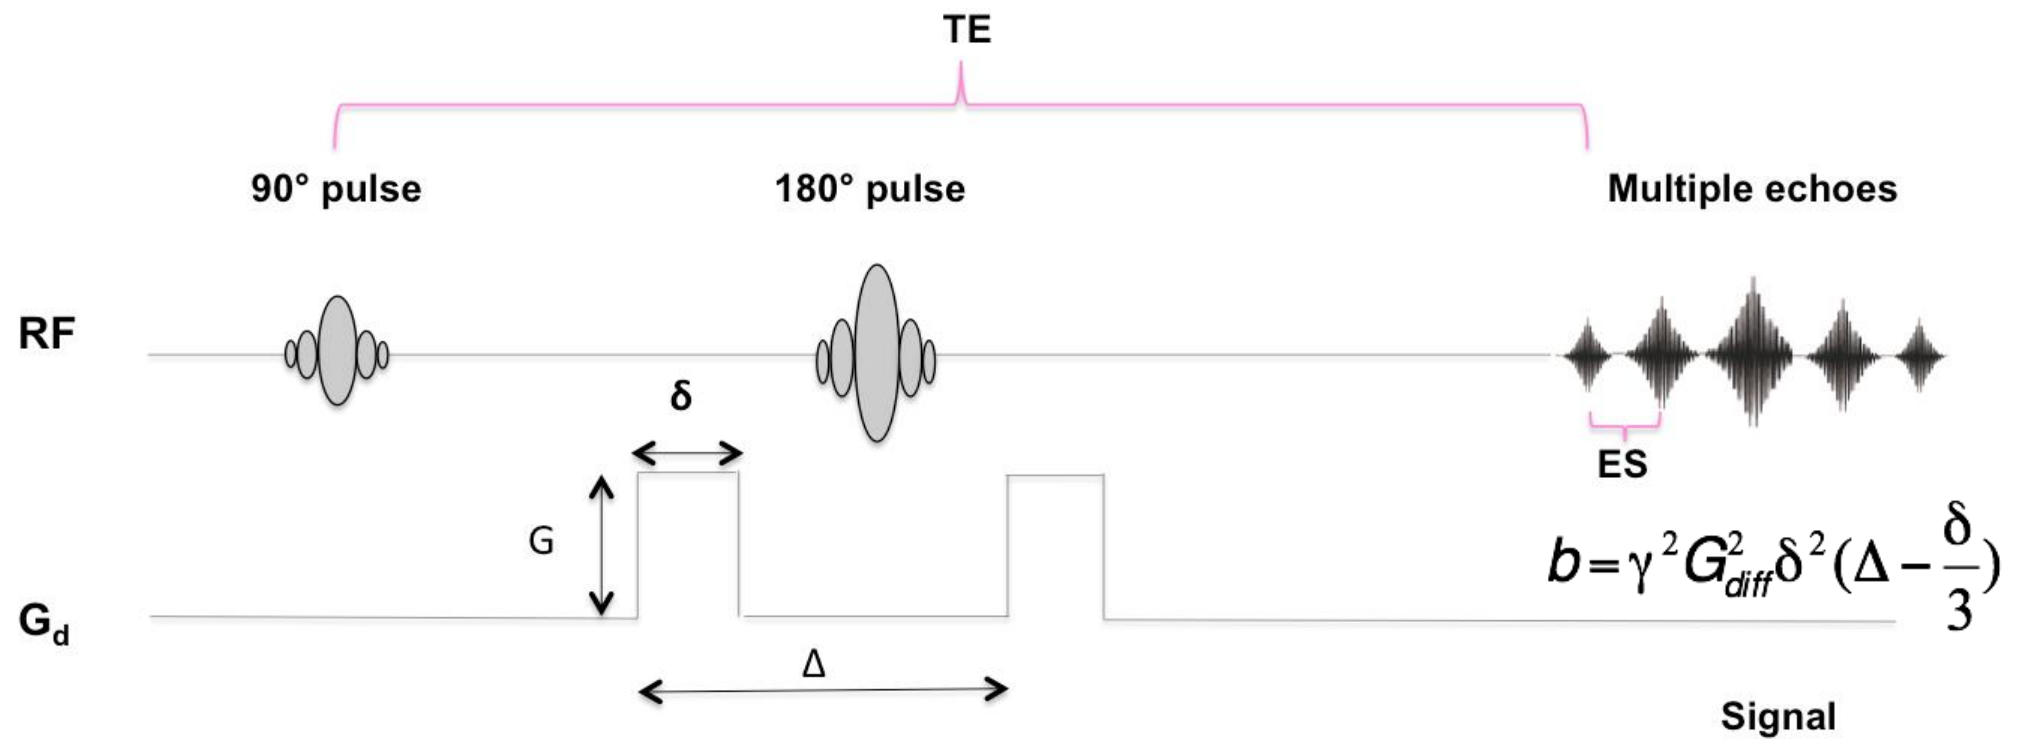 TE
90° pulse
180° pulse
Multiple echoes
RF
δ
ES
G
b = γ²G²diffδ²(Δ − δ/3)
Gd
Δ
Signal